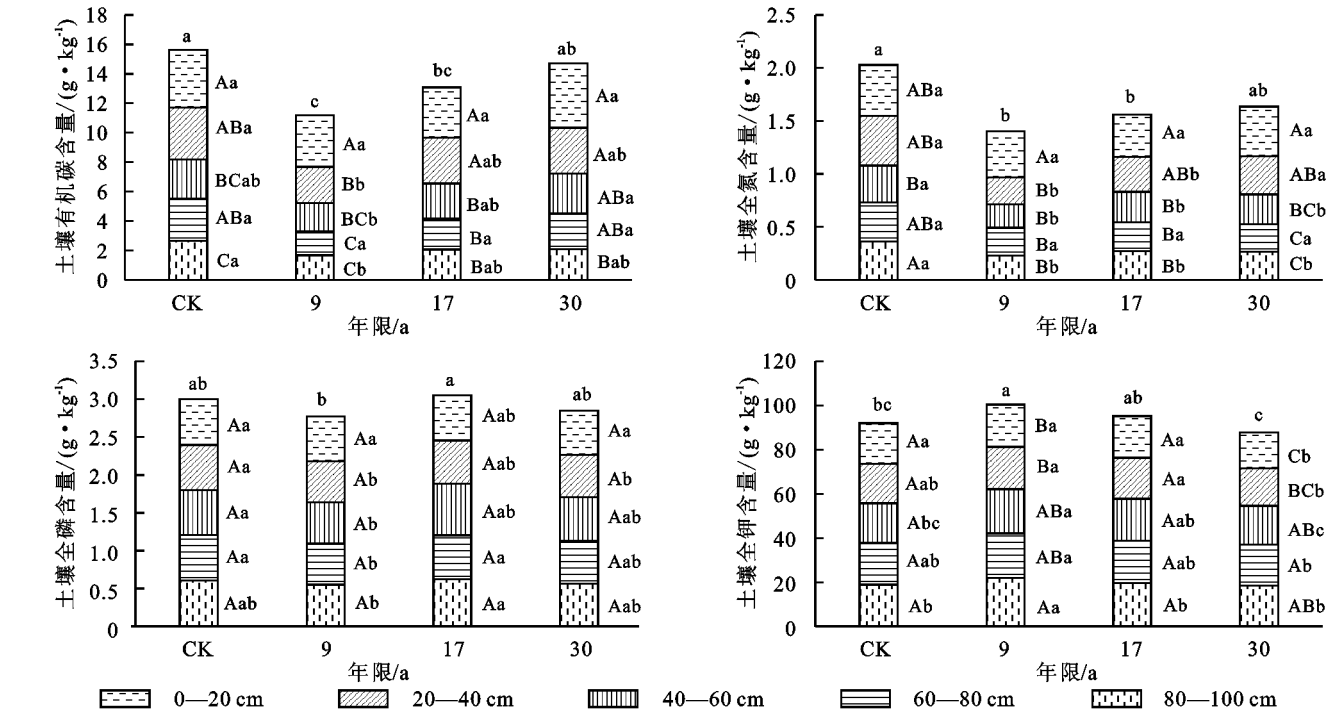 土壤有机碳含量/(g·kg⁻¹)
18
16
14
12
10
8
6
4
2
0
a
Aa
ABa
BCab
ABa
Ca
c
Aa
Bb
BCb
Ca
Cb
bc
Aa
Aab
Bab
Ba
Bab
ab
Aa
Aab
ABa
ABa
Bab
CK 9 17 30
年限/a
土壤全氮含量/(g·kg⁻¹)
2.5
2.0
1.5
1.0
0.5
0
a
ABa
ABa
Ba
ABa
Aa
b
Aa
Bb
Bb
Ba
Bb
b
Aa
ABb
Bb
Ba
Bb
ab
Aa
ABa
BCb
Ca
Cb
CK 9 17 30
年限/a
土壤全磷含量/(g·kg⁻¹)
3.5
3.0
2.5
2.0
1.5
1.0
0.5
0
ab
Aa
Aa
Aa
Aa
Aab
b
Aa
Ab
Ab
Ab
Ab
a
Aab
Aab
Aab
Aa
Aa
ab
Aa
Ab
Aab
Aab
Aab
CK 9 17 30
年限/a
土壤全钾含量/(g·kg⁻¹)
120
100
80
60
40
20
0
bc
Aa
Aab
Abc
Aab
Ab
a
Ba
Ba
ABa
ABa
Aa
ab
Aa
Aa
Aab
Aab
Ab
c
Cb
BCb
ABc
Ab
ABb
CK 9 17 30
年限/a
0—20 cm 20—40 cm 40—60 cm 60—80 cm 80—100 cm